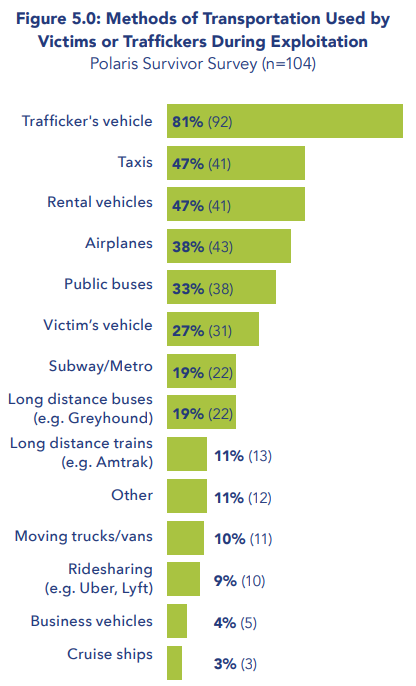 Figure 5.0: Methods of Transportation Used by
Victims or Traffickers During Exploitation
Polaris Survivor Survey (n=104)
Trafficker's vehicle 81% (92)
Taxis 47% (41)
Rental vehicles 47% (41)
Airplanes 38% (43)
Public buses 33% (38)
Victim’s vehicle 27% (31)
Subway/Metro 19% (22)
Long distance buses
(e.g. Greyhound) 19% (22)
Long distance trains
(e.g. Amtrak) 11% (13)
Other 11% (12)
Moving trucks/vans 10% (11)
Ridesharing
(e.g. Uber, Lyft) 9% (10)
Business vehicles 4% (5)
Cruise ships 3% (3)